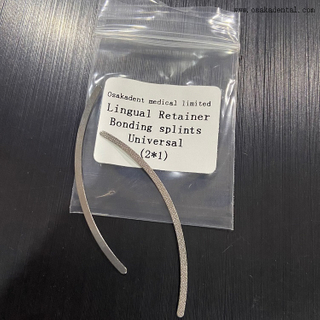 www.osakadental.com
Osakadent medical limited
Lingual Retainer
Bonding splints
Universal
(2*1)